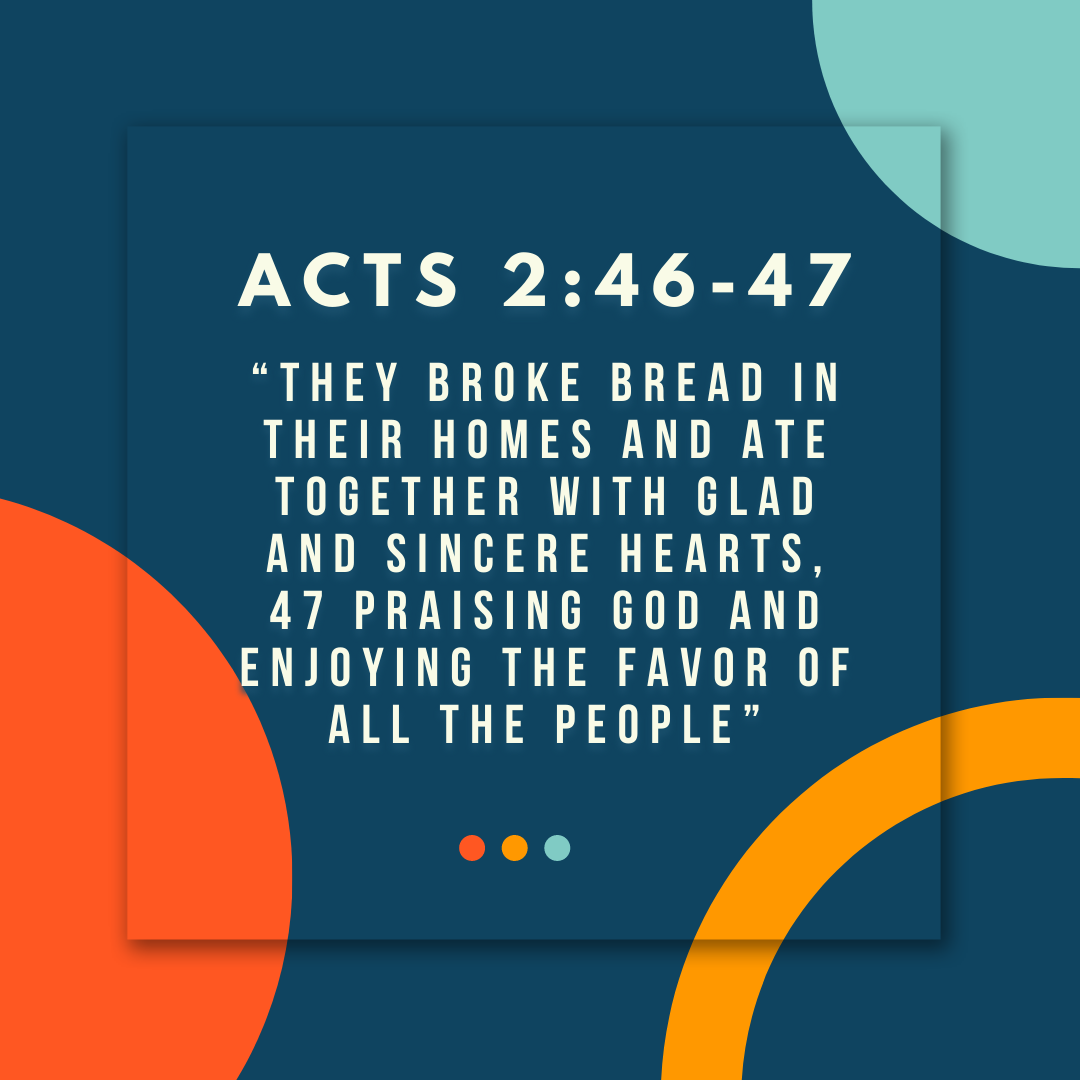 ACTS 2:46-47
“THEY BROKE BREAD IN
THEIR HOMES AND ATE
TOGETHER WITH GLAD
AND SINCERE HEARTS,
47 PRAISING GOD AND
ENJOYING THE FAVOR OF
ALL THE PEOPLE”